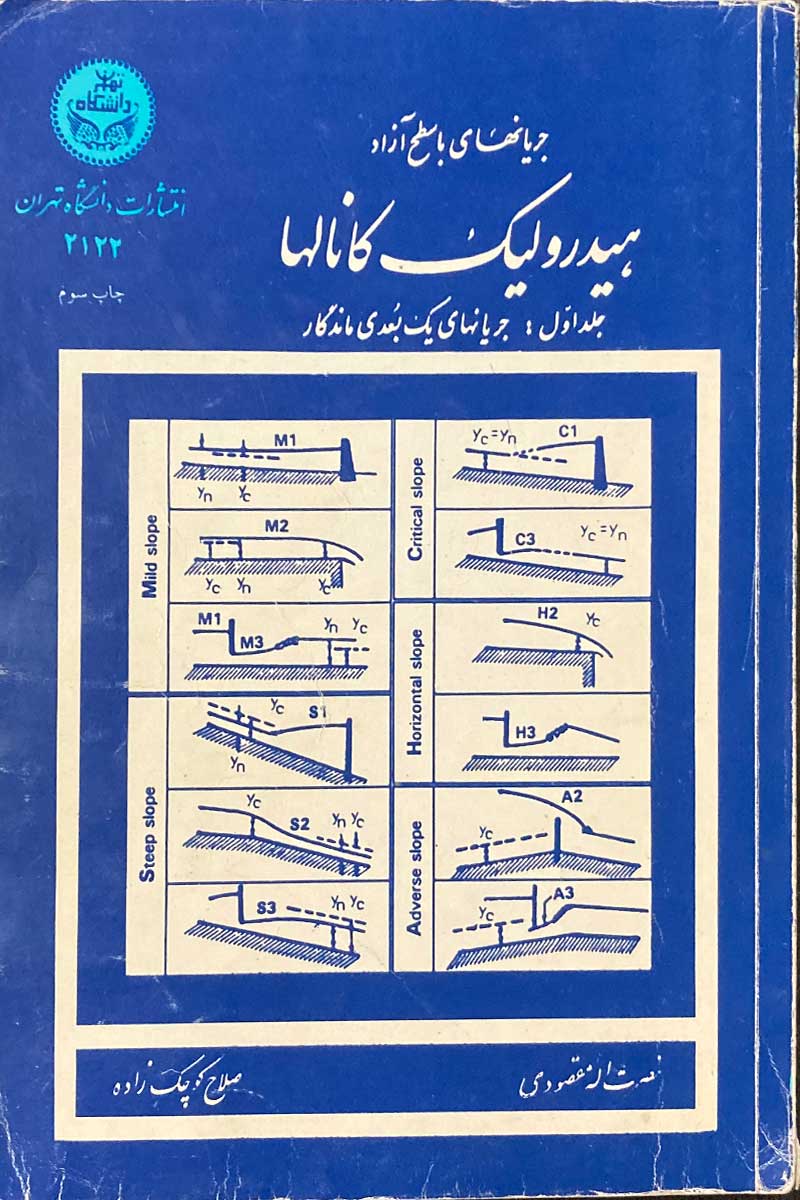 تهران
دانشگاه
انتشارات دانشگاه تهران
۲۱۲۲
چاپ سوم
جریانهای با سطح آزاد
هیدرولیک کانالها
جلد اول : جریانهای یک بُعدی ماندگار
Mild slope
M1
yn yc
M2
yc yn yc
M1 M3 yn yc
Steep slope
yc S1
yn
yc S2 yn yc
S3 yn yc
Critical slope
yc=yn C1
C3 yc=yn
Horizontal slope
H2 yc
H3
Adverse slope
A2
yc
A3
yc
نعمت اله مقصودی
صلاح کوچک زاده